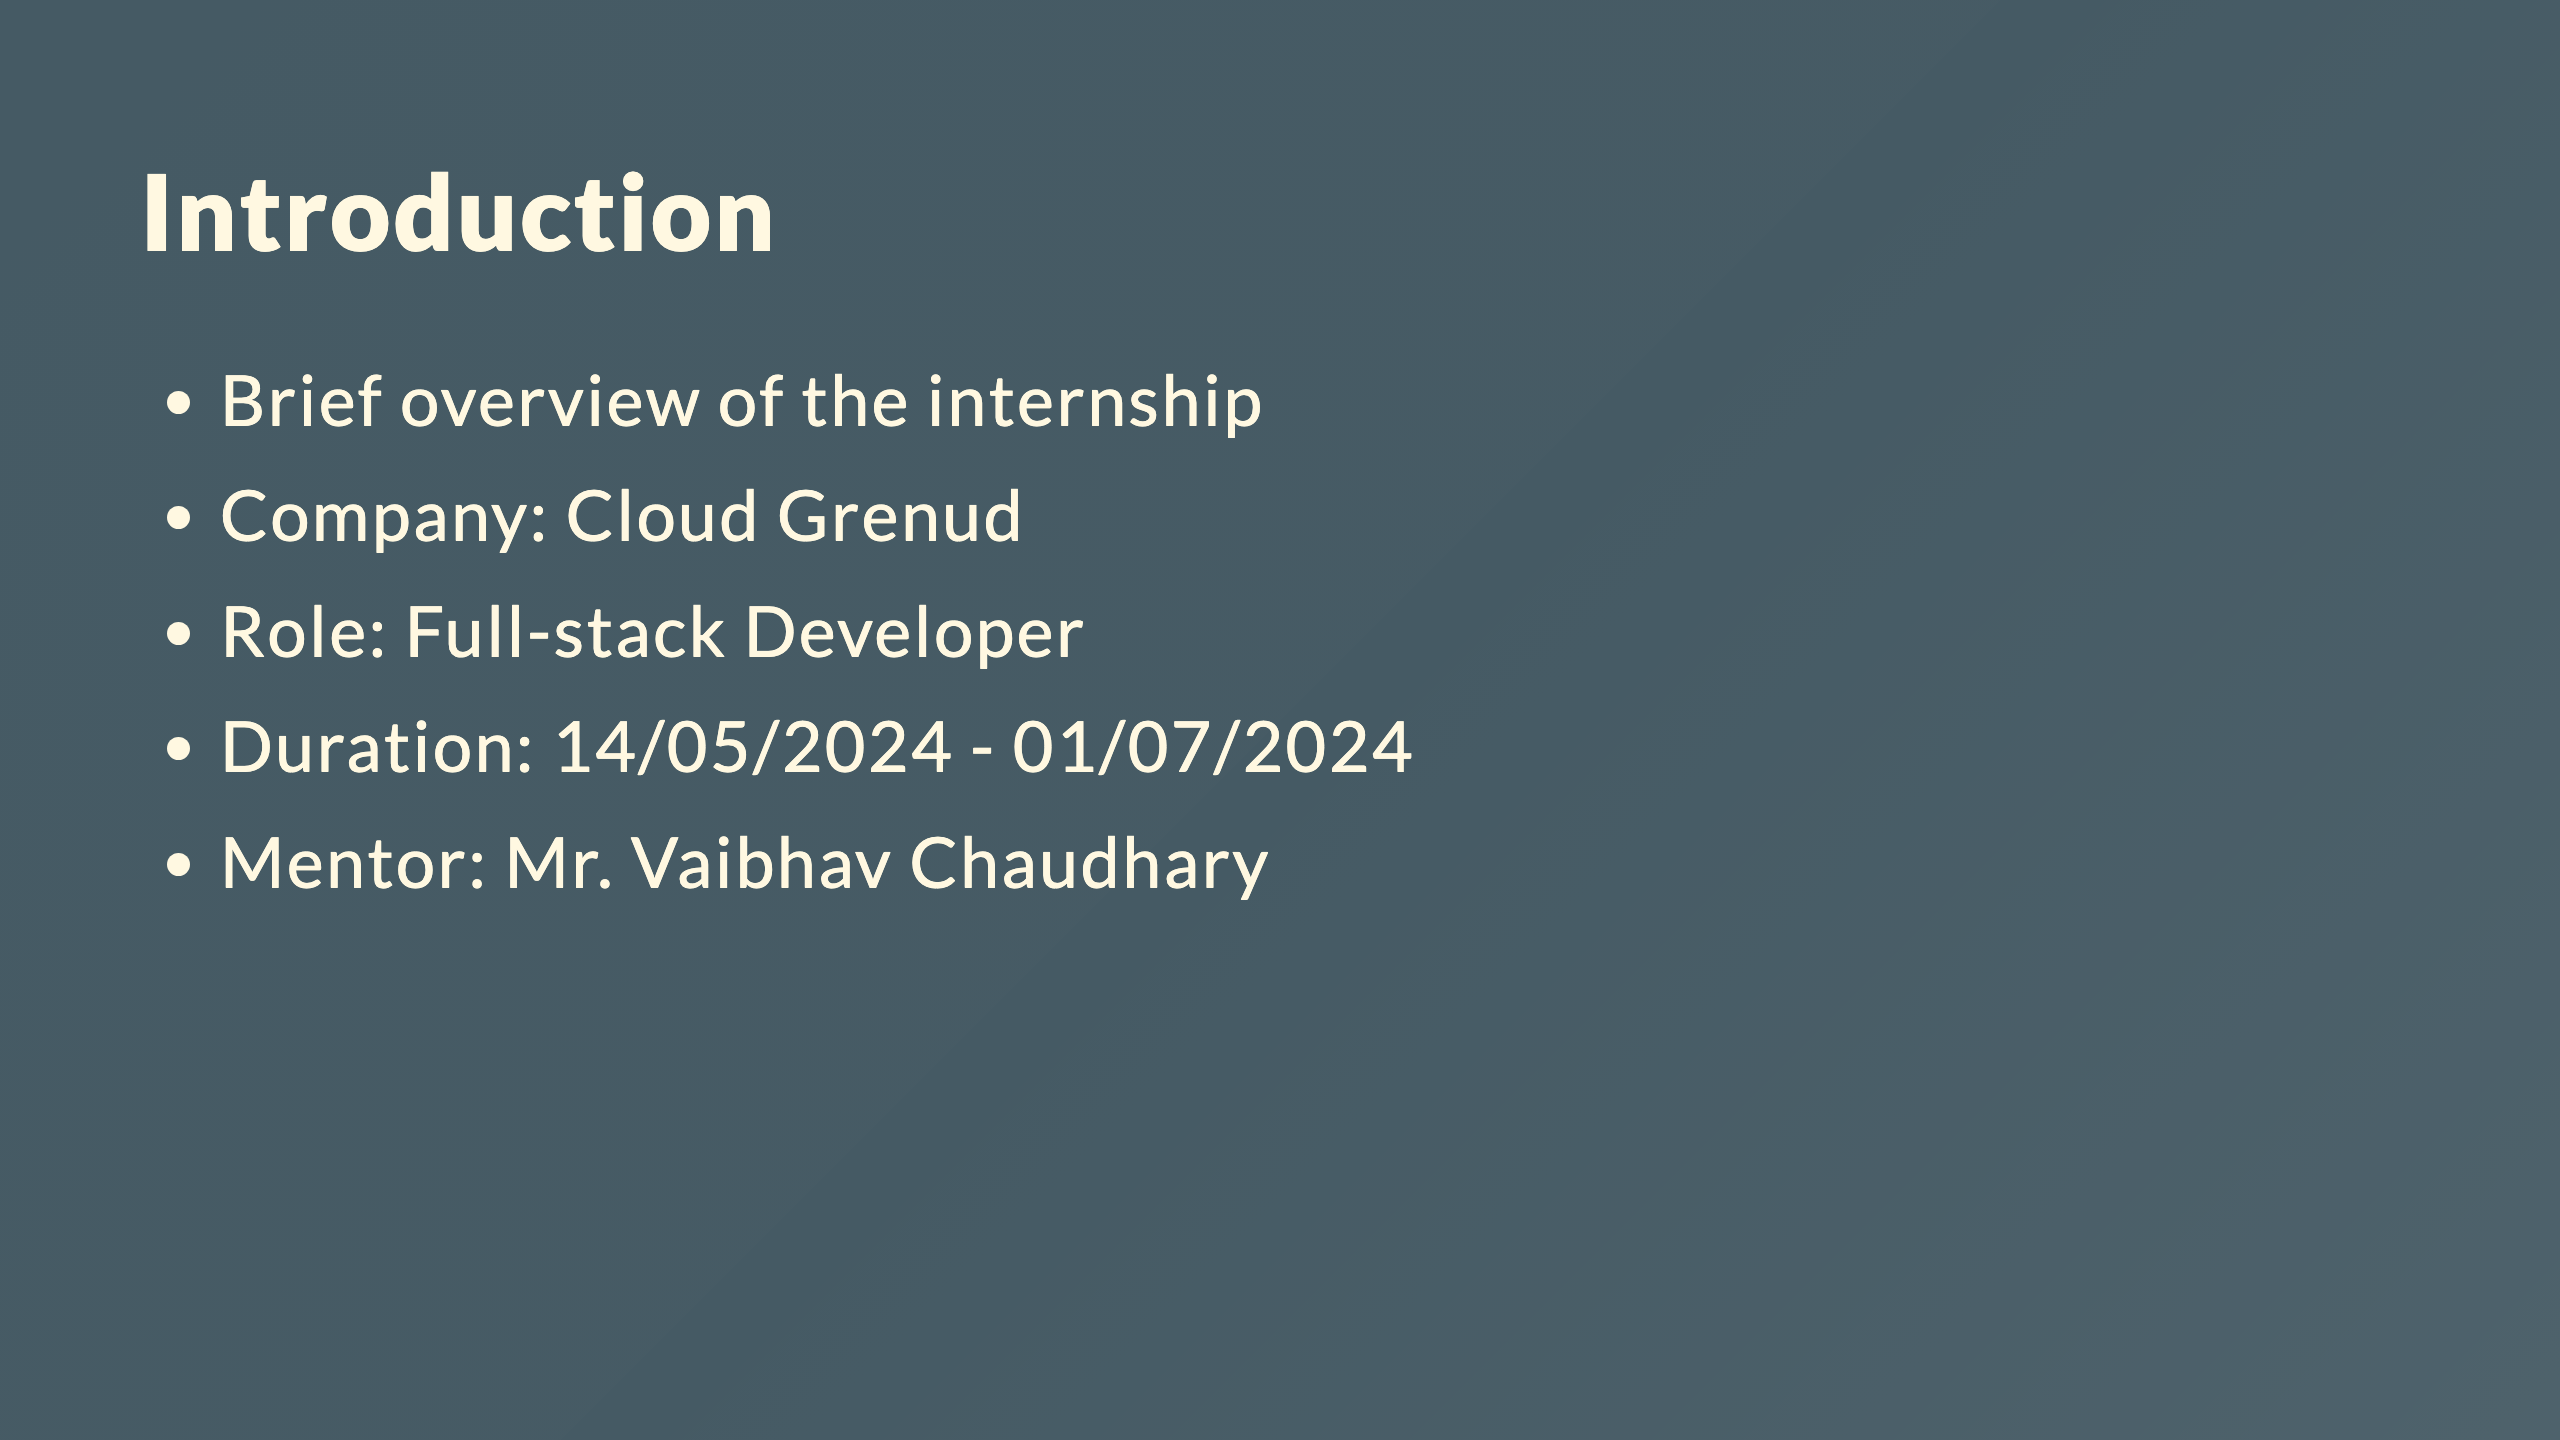 Introduction
• Brief overview of the internship
• Company: Cloud Grenud
• Role: Full-stack Developer
• Duration: 14/05/2024 - 01/07/2024
• Mentor: Mr. Vaibhav Chaudhary